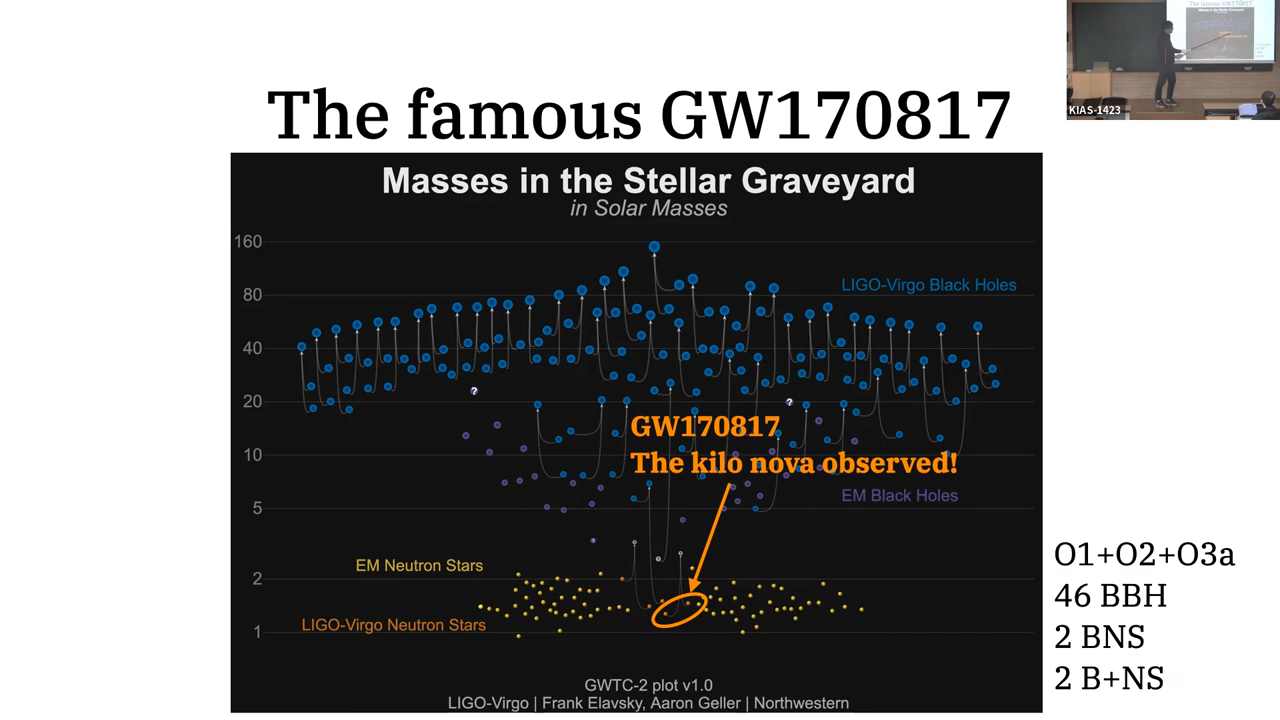 The famous GW170817
KIAS-1423
Masses in the Stellar Graveyard
in Solar Masses
160
80
40
20
10
5
2
1
LIGO-Virgo Black Holes
GW170817
The kilo nova observed!
EM Black Holes
EM Neutron Stars
LIGO-Virgo Neutron Stars
O1+O2+O3a
46 BBH
2 BNS
2 B+NS
GWTC-2 plot v1.0
LIGO-Virgo | Frank Elavsky, Aaron Geller | Northwestern